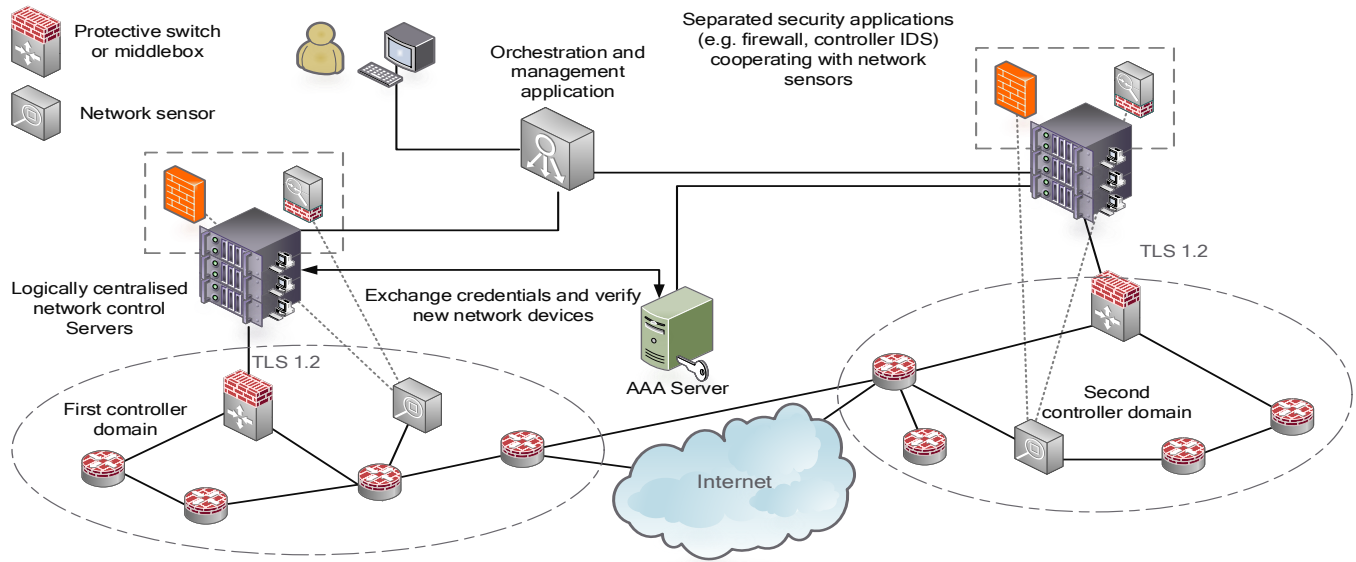 Protective switch
or middlebox
Network sensor
Orchestration and
management
application
Separated security applications
(e.g. firewall, controller IDS)
cooperating with network
sensors
Logically centralised
network control
Servers
Exchange credentials and verify
new network devices
TLS 1.2
TLS 1.2
AAA Server
First controller
domain
Second
controller domain
Internet